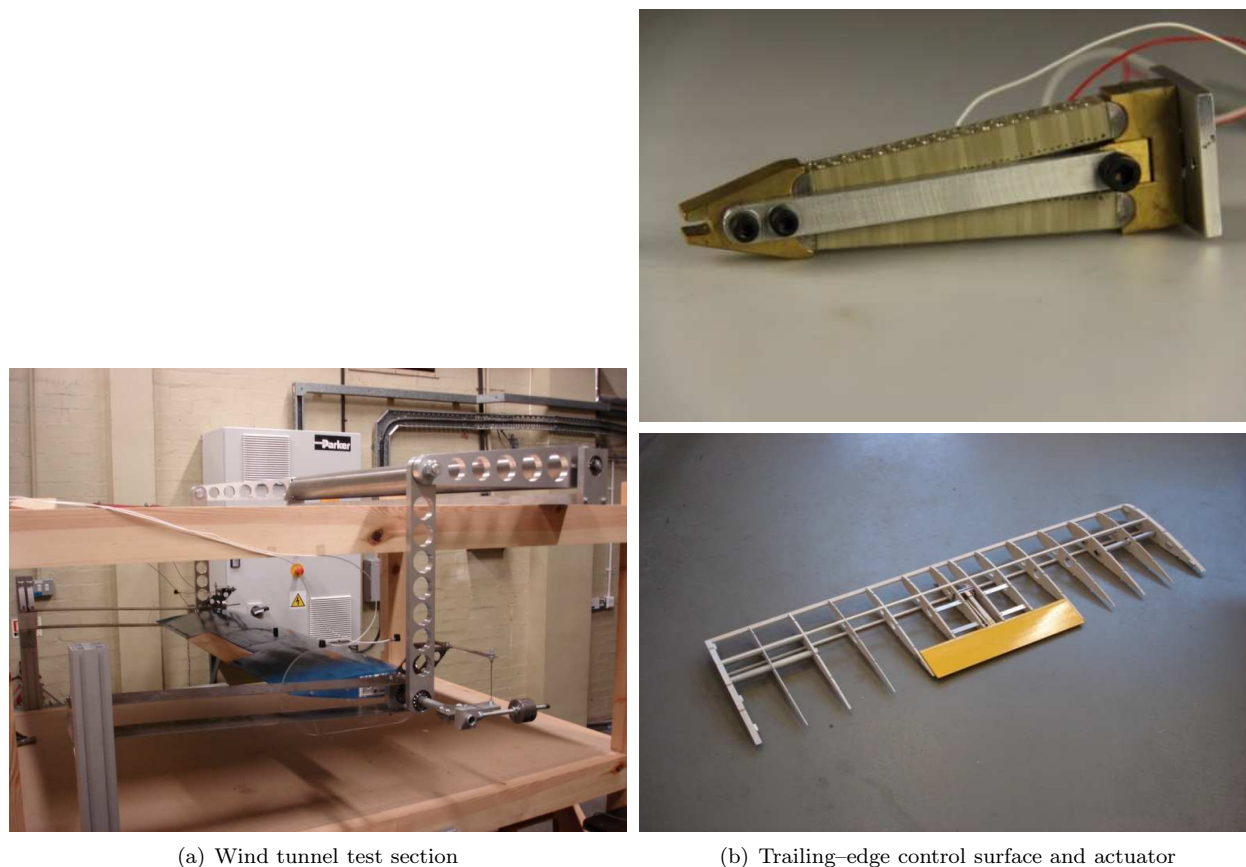 Parker
(a) Wind tunnel test section
(b) Trailing–edge control surface and actuator